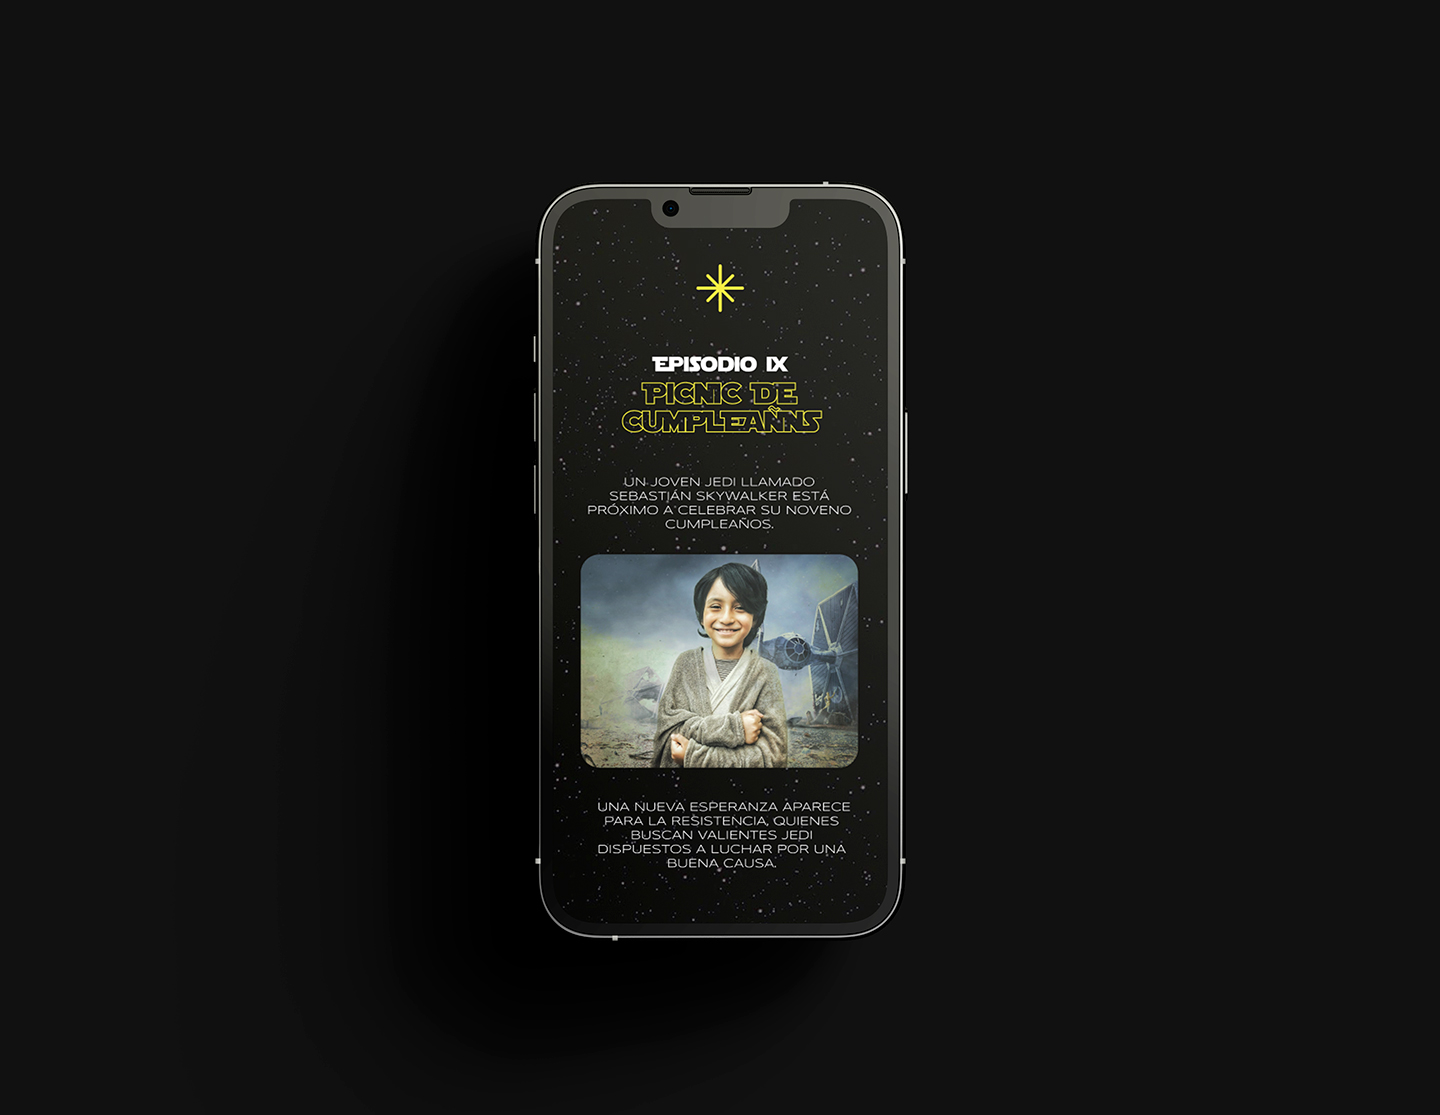 EPISODIO IX
PICNIC DE
CUMPLEAÑNS
UN JOVEN JEDI LLAMADO
SEBASTIÁN SKYWALKER ESTÁ
PRÓXIMO A CELEBRAR SU NOVENO
CUMPLEAÑOS.
UNA NUEVA ESPERANZA APARECE
PARA LA RESISTENCIA, QUIENES
BUSCAN VALIENTES JEDI
DISPUESTOS A LUCHAR POR UNA
BUENA CAUSA.